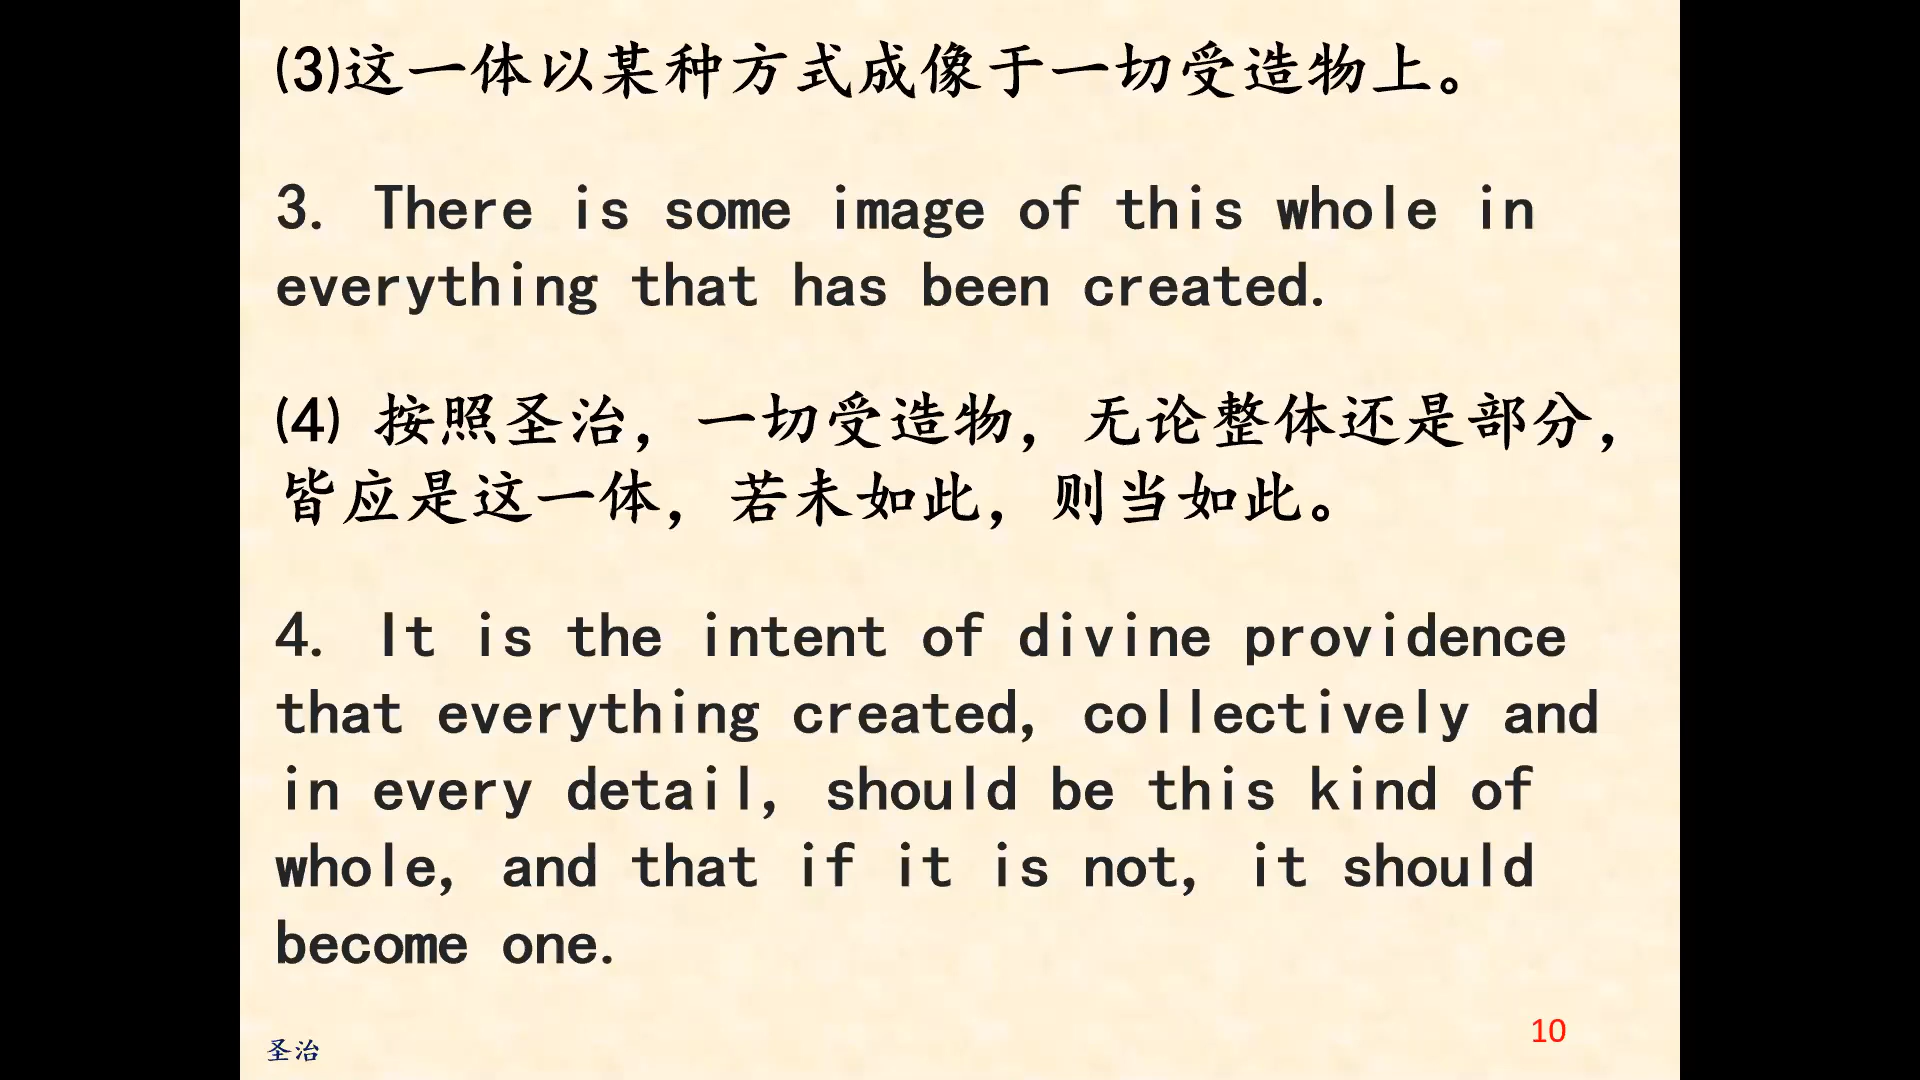 (3)这一体以某种方式成像于一切受造物上。
3. There is some image of this whole in
everything that has been created.
(4) 按照圣治，一切受造物，无论整体还是部分，
皆应是这一体，若未如此，则当如此。
4. It is the intent of divine providence
that everything created, collectively and
in every detail, should be this kind of
whole, and that if it is not, it should
become one.
圣治
10